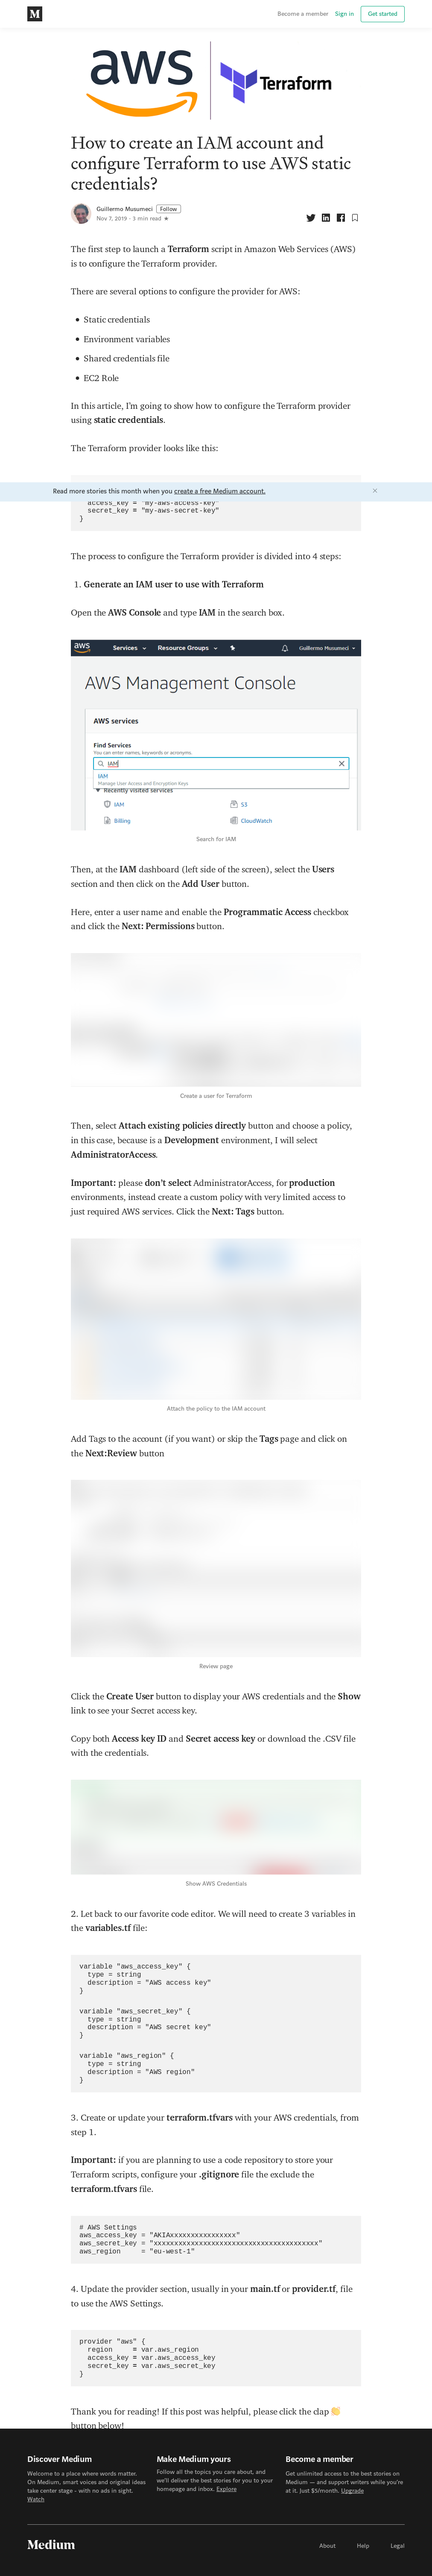 Become a member Sign in Get started
aws Terraform
How to create an IAM account and
configure Terraform to use AWS static
credentials?
Guillermo Musumeci Follow
Nov 7, 2019 · 3 min read ★
The first step to launch a Terraform script in Amazon Web Services (AWS)
is to configure the Terraform provider.
There are several options to configure the provider for AWS:
• Static credentials
• Environment variables
• Shared credentials file
• EC2 Role
In this article, I'm going to show how to configure the Terraform provider
using static credentials.
The Terraform provider looks like this:
Read more stories this month when you create a free Medium account.
access_key = "my-aws-access-key"
secret_key = "my-aws-secret-key"
}
The process to configure the Terraform provider is divided into 4 steps:
1. Generate an IAM user to use with Terraform
Open the AWS Console and type IAM in the search box.
aws Services Resource Groups Guillermo Musumeci
AWS Management Console
AWS services
Find Services
You can enter names, keywords or acronyms.
IAM
IAM
Manage User Access and Encryption Keys
Recently visited services
IAM S3
Billing CloudWatch
Search for IAM
Then, at the IAM dashboard (left side of the screen), select the Users
section and then click on the Add User button.
Here, enter a user name and enable the Programmatic Access checkbox
and click the Next: Permissions button.
Create a user for Terraform
Then, select Attach existing policies directly button and choose a policy,
in this case, because is a Development environment, I will select
AdministratorAccess.
Important: please don't select AdministratorAccess, for production
environments, instead create a custom policy with very limited access to
just required AWS services. Click the Next: Tags button.
Attach the policy to the IAM account
Add Tags to the account (if you want) or skip the Tags page and click on
the Next:Review button
Review page
Click the Create User button to display your AWS credentials and the Show
link to see your Secret access key.
Copy both Access key ID and Secret access key or download the .CSV file
with the credentials.
Show AWS Credentials
2. Let back to our favorite code editor. We will need to create 3 variables in
the variables.tf file:
variable "aws_access_key" {
type = string
description = "AWS access key"
}
variable "aws_secret_key" {
type = string
description = "AWS secret key"
}
variable "aws_region" {
type = string
description = "AWS region"
}
3. Create or update your terraform.tfvars with your AWS credentials, from
step 1.
Important: if you are planning to use a code repository to store your
Terraform scripts, configure your .gitignore file the exclude the
terraform.tfvars file.
# AWS Settings
aws_access_key = "AKIAxxxxxxxxxxxxxxxx"
aws_secret_key = "xxxxxxxxxxxxxxxxxxxxxxxxxxxxxxxxxxxxxxxx"
aws_region = "eu-west-1"
4. Update the provider section, usually in your main.tf or provider.tf, file
to use the AWS Settings.
provider "aws" {
region = var.aws_region
access_key = var.aws_access_key
secret_key = var.aws_secret_key
}
Thank you for reading! If this post was helpful, please click the clap 👏
button below!
Discover Medium
Welcome to a place where words matter.
On Medium, smart voices and original ideas
take center stage - with no ads in sight.
Watch
Make Medium yours
Follow all the topics you care about, and
we'll deliver the best stories for you to your
homepage and inbox. Explore
Become a member
Get unlimited access to the best stories on
Medium — and support writers while you're
at it. Just $5/month. Upgrade
Medium
About Help Legal